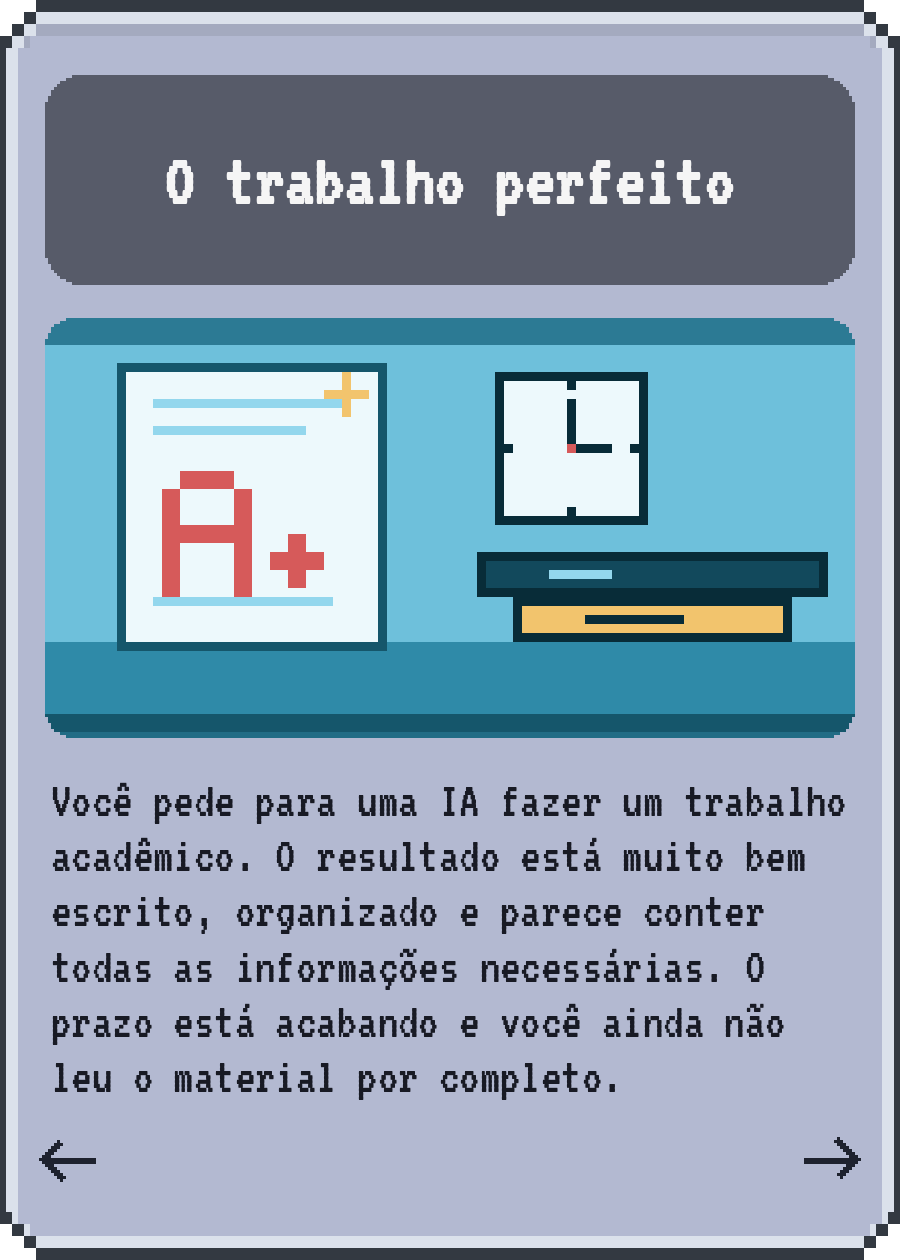 O trabalho perfeito
A+
Você pede para uma IA fazer um trabalho
acadêmico. O resultado está muito bem
escrito, organizado e parece conter
todas as informações necessárias. O
prazo está acabando e você ainda não
leu o material por completo.